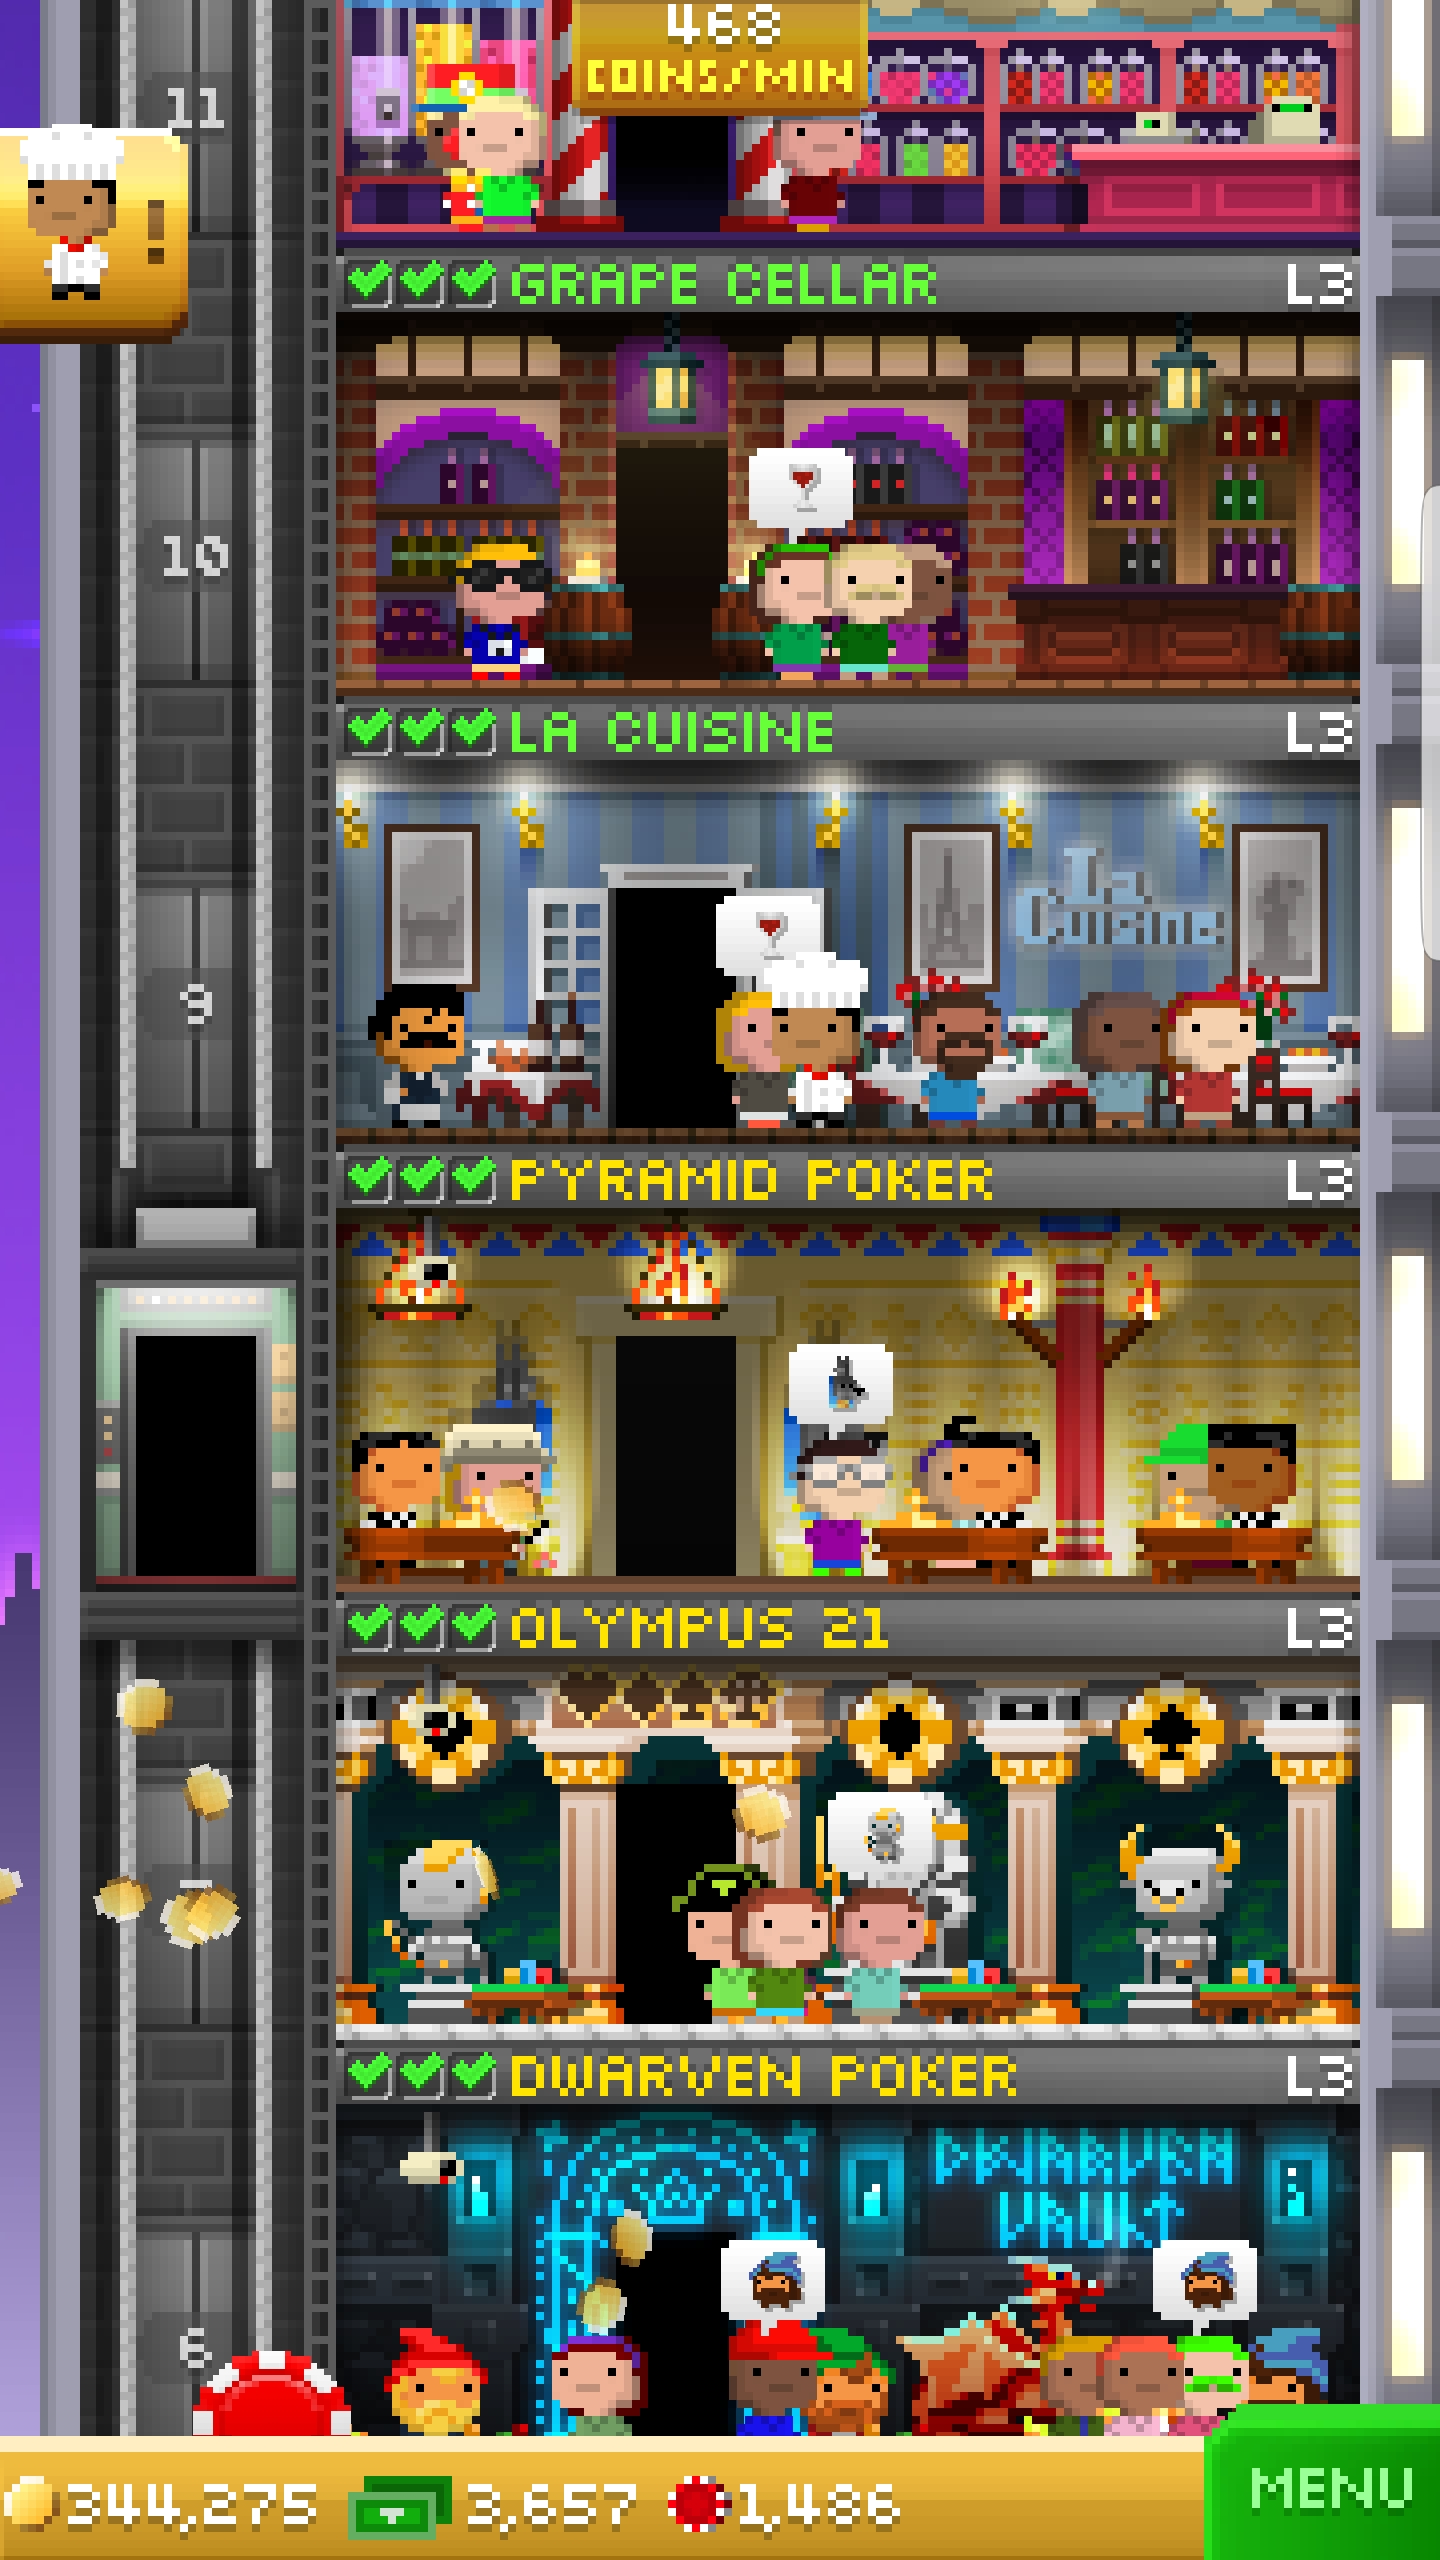 468
COINS/MIN
11
!
GRAPE CELLAR L3
10
LA CUISINE L3
La
Cuisine
9
PYRAMID POKER L3
OLYMPUS 21 L3
DWARVEN POKER L3
DWARVEN
VAULT
6
344,275 3,657 1,486 MENU